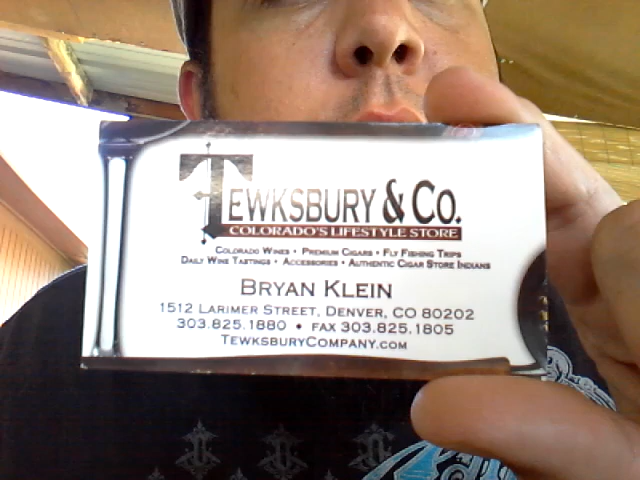 TEWKSBURY & CO.
COLORADO'S LIFESTYLE STORE
COLORADO WINES • PREMIUM CIGARS • FLY FISHING TRIPS
DAILY WINE TASTINGS • ACCESSORIES • AUTHENTIC CIGAR STORE INDIANS
BRYAN KLEIN
1512 LARIMER STREET, DENVER, CO 80202
303.825.1880 • FAX 303.825.1805
TEWKSBURYCOMPANY.COM